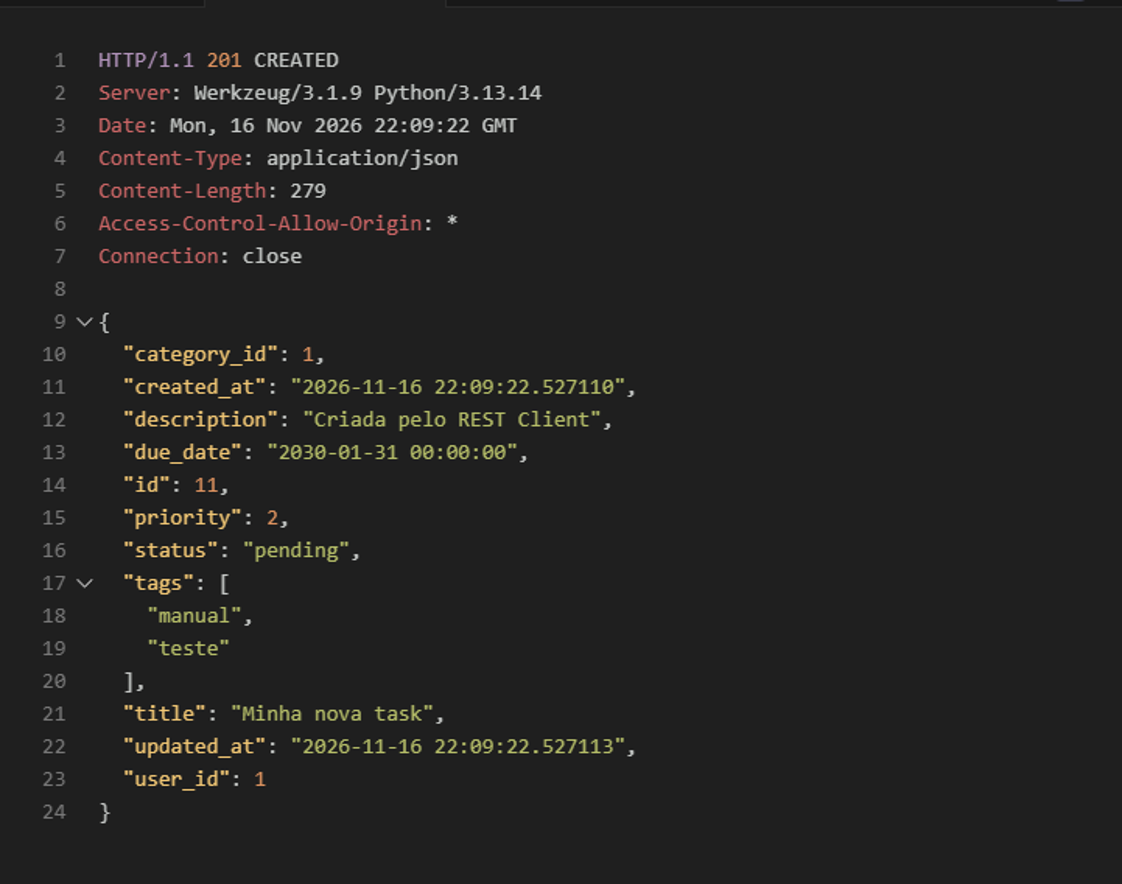 1 HTTP/1.1 201 CREATED
2 Server: Werkzeug/3.1.9 Python/3.13.14
3 Date: Mon, 16 Nov 2026 22:09:22 GMT
4 Content-Type: application/json
5 Content-Length: 279
6 Access-Control-Allow-Origin: *
7 Connection: close
8
9 {
10 "category_id": 1,
11 "created_at": "2026-11-16 22:09:22.527110",
12 "description": "Criada pelo REST Client",
13 "due_date": "2030-01-31 00:00:00",
14 "id": 11,
15 "priority": 2,
16 "status": "pending",
17 "tags": [
18 "manual",
19 "teste"
20 ],
21 "title": "Minha nova task",
22 "updated_at": "2026-11-16 22:09:22.527113",
23 "user_id": 1
24 }